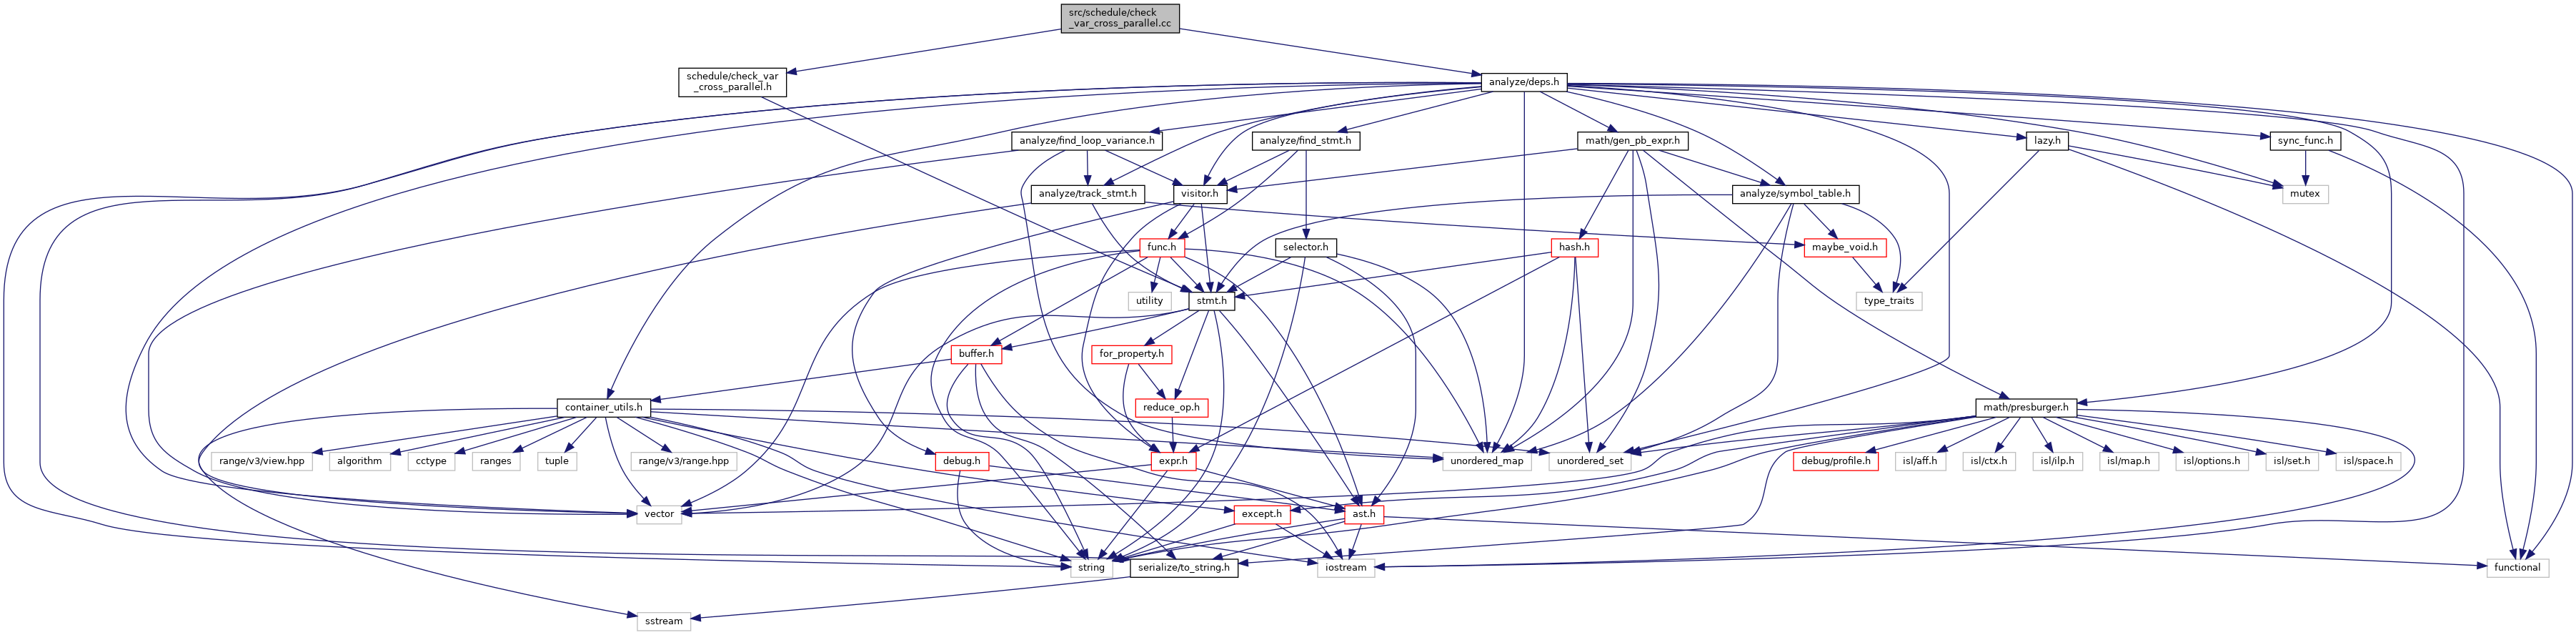 src/schedule/check
_var_cross_parallel.cc
schedule/check_var
_cross_parallel.h
analyze/deps.h
analyze/find_loop_variance.h
analyze/find_stmt.h
math/gen_pb_expr.h
lazy.h
sync_func.h
analyze/track_stmt.h
visitor.h
analyze/symbol_table.h
mutex
func.h
selector.h
hash.h
maybe_void.h
utility
stmt.h
type_traits
buffer.h
for_property.h
container_utils.h
reduce_op.h
math/presburger.h
range/v3/view.hpp
algorithm
cctype
ranges
tuple
range/v3/range.hpp
debug.h
expr.h
unordered_map
unordered_set
debug/profile.h
isl/aff.h
isl/ctx.h
isl/ilp.h
isl/map.h
isl/options.h
isl/set.h
isl/space.h
vector
except.h
ast.h
string
serialize/to_string.h
iostream
functional
sstream